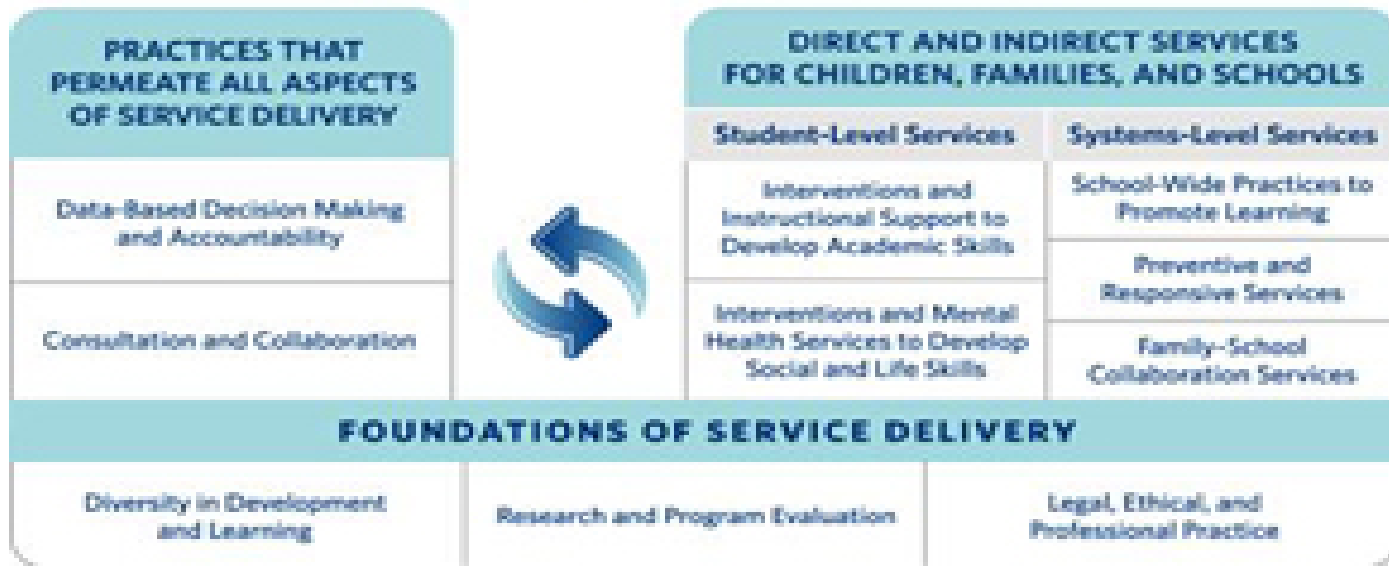 PRACTICES THAT
PERMEATE ALL ASPECTS
OF SERVICE DELIVERY
Data-Based Decision Making
and Accountability
Consultation and Collaboration
DIRECT AND INDIRECT SERVICES
FOR CHILDREN, FAMILIES, AND SCHOOLS
Student-Level Services
Interventions and
Instructional Support to
Develop Academic Skills
Interventions and Mental
Health Services to Develop
Social and Life Skills
Systems-Level Services
School-Wide Practices to
Promote Learning
Preventive and
Responsive Services
Family–School
Collaboration Services
FOUNDATIONS OF SERVICE DELIVERY
Diversity in Development
and Learning
Research and Program Evaluation
Legal, Ethical, and
Professional Practice